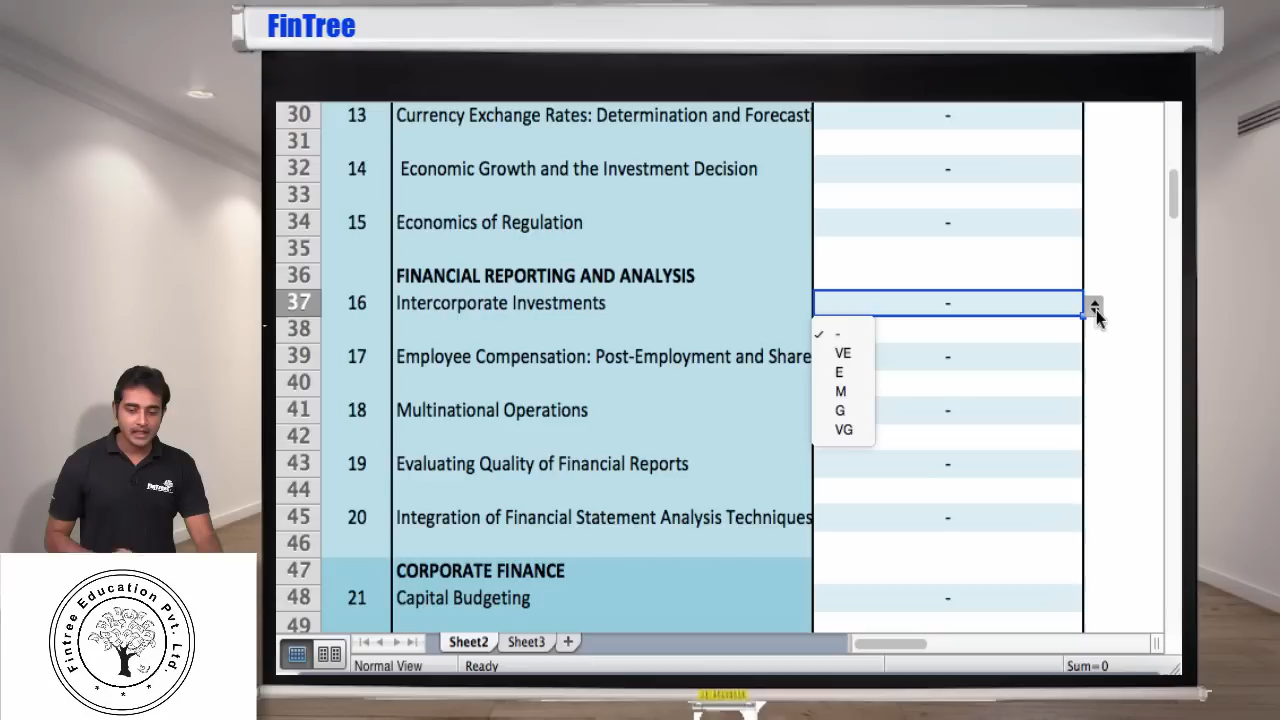 FinTree
30 13 Currency Exchange Rates: Determination and Forecasti -
31
32 14 Economic Growth and the Investment Decision -
33
34 15 Economics of Regulation -
35
36 FINANCIAL REPORTING AND ANALYSIS
37 16 Intercorporate Investments -
38
39 17 Employee Compensation: Post-Employment and Share -
40
41 18 Multinational Operations -
42
43 19 Evaluating Quality of Financial Reports -
44
45 20 Integration of Financial Statement Analysis Techniques -
46
47 CORPORATE FINANCE
48 21 Capital Budgeting -
49
✓ -
VE
E
M
G
VG
Sheet2 Sheet3 +
Normal View Ready Sum=0
FinTree
Fintree Education Pvt. Ltd.